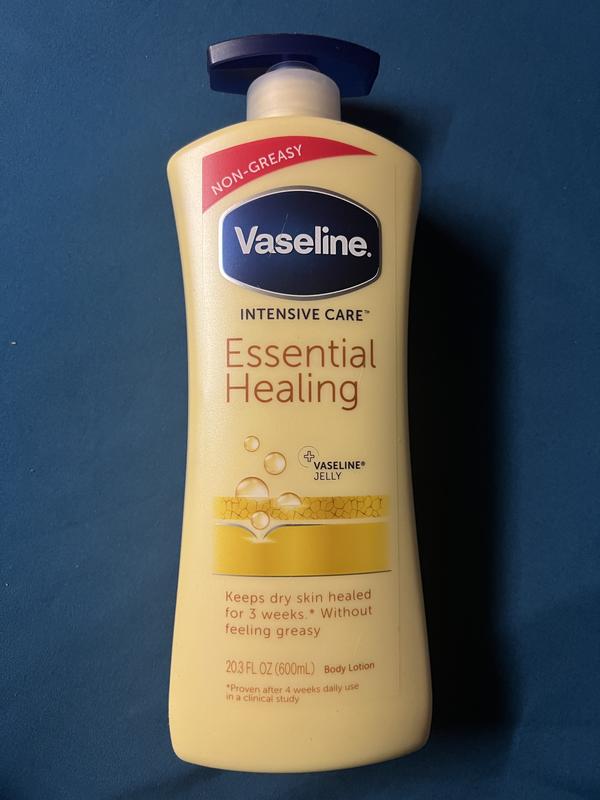 NON-GREASY
Vaseline.
INTENSIVE CARE™
Essential
Healing
VASELINE®
JELLY
Keeps dry skin healed
for 3 weeks.* Without
feeling greasy
20.3 FL OZ (600mL) Body Lotion
*Proven after 4 weeks daily use
in a clinical study